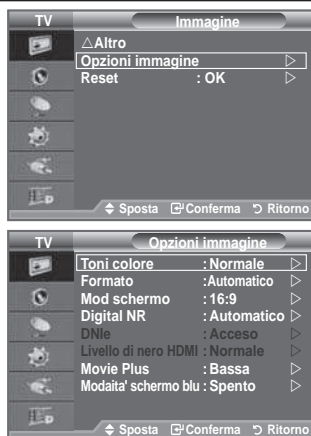 TV Immagine
△Altro
Opzioni immagine ▷
Reset : OK ▷
Sposta Conferma Ritorno
TV Opzioni immagine
Toni colore : Normale ▷
Formato :Automatico ▷
Mod schermo : 16:9 ▷
Digital NR : Automatico ▷
DNIe : Acceso ▷
Livello di nero HDMI : Normale ▷
Movie Plus : Bassa ▷
Modaita' schermo blu : Spento ▷
Sposta Conferma Ritorno